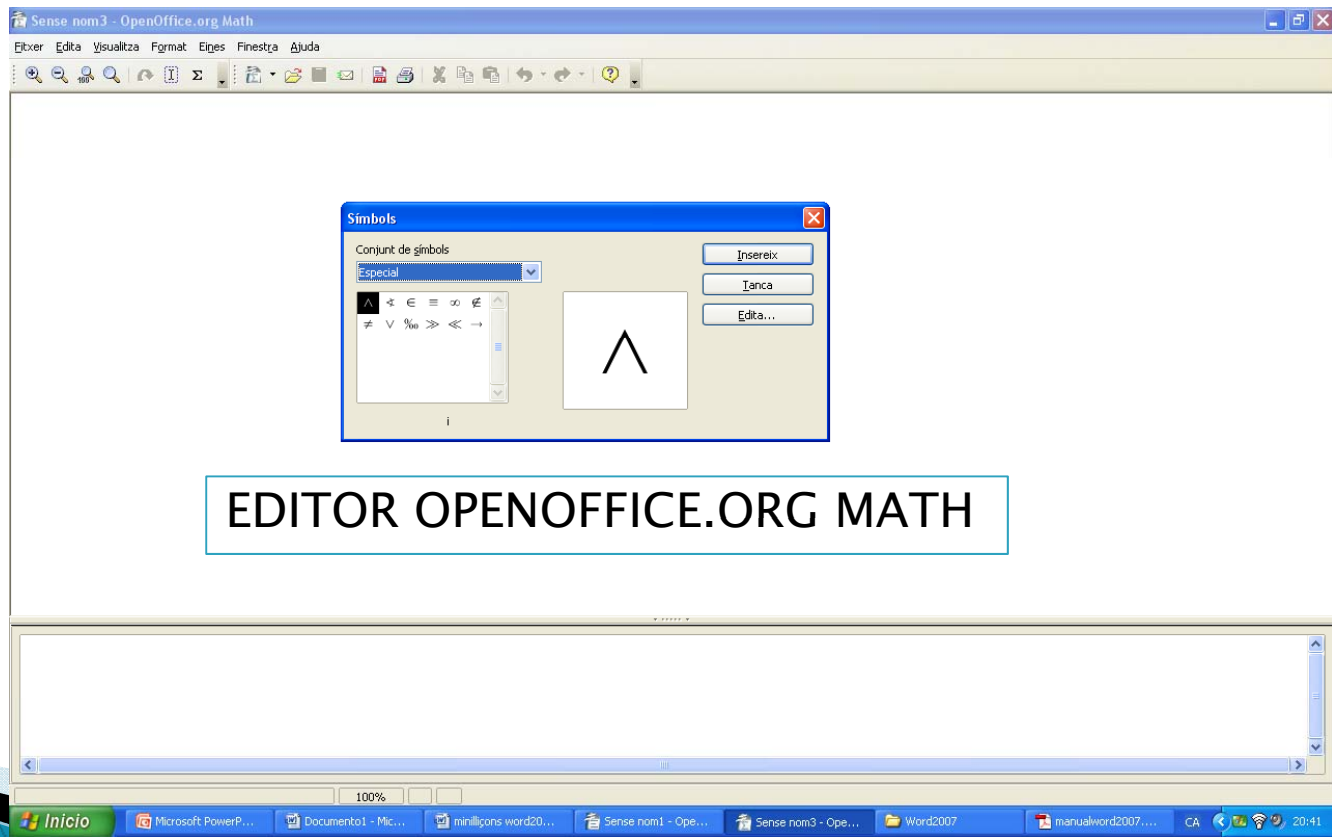 Sense nom3 - OpenOffice.org Math
Fitxer Edita Visualitza Format Eines Finestra Ajuda
Símbols
Conjunt de símbols
Especial
Insereix
Tanca
Edita...
∧ ∢ ∈ ≡ ∞ ∉
≠ ∨ ‰ ≫ ≪ →
∧
i
EDITOR OPENOFFICE.ORG MATH
100%
Inicio Microsoft PowerP... Documento1 - Mic... minilliçons word20... Sense nom1 - Ope... Sense nom3 - Ope... Word2007 manualword2007.... CA 20:41